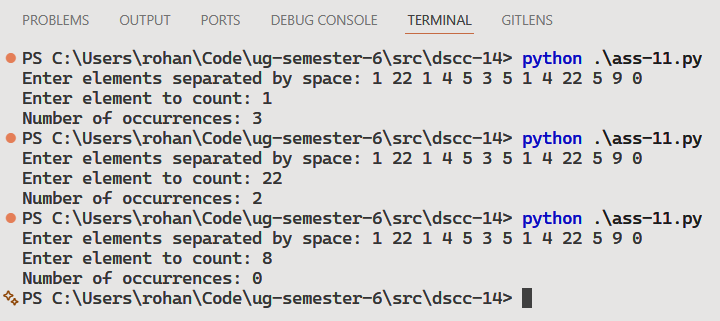 PROBLEMS OUTPUT PORTS DEBUG CONSOLE TERMINAL GITLENS
PS C:\Users\rohan\Code\ug-semester-6\src\dscc-14> python .\ass-11.py
Enter elements separated by space: 1 22 1 4 5 3 5 1 4 22 5 9 0
Enter element to count: 1
Number of occurrences: 3
PS C:\Users\rohan\Code\ug-semester-6\src\dscc-14> python .\ass-11.py
Enter elements separated by space: 1 22 1 4 5 3 5 1 4 22 5 9 0
Enter element to count: 22
Number of occurrences: 2
PS C:\Users\rohan\Code\ug-semester-6\src\dscc-14> python .\ass-11.py
Enter elements separated by space: 1 22 1 4 5 3 5 1 4 22 5 9 0
Enter element to count: 8
Number of occurrences: 0
PS C:\Users\rohan\Code\ug-semester-6\src\dscc-14>